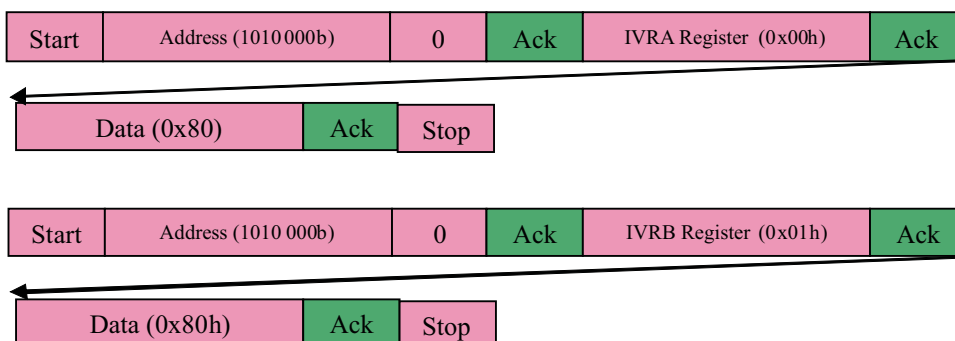 Start Address (1010 000b) 0 Ack IVRA Register (0x00h) Ack
Data (0x80) Ack Stop
Start Address (1010 000b) 0 Ack IVRB Register (0x01h) Ack
Data (0x80h) Ack Stop